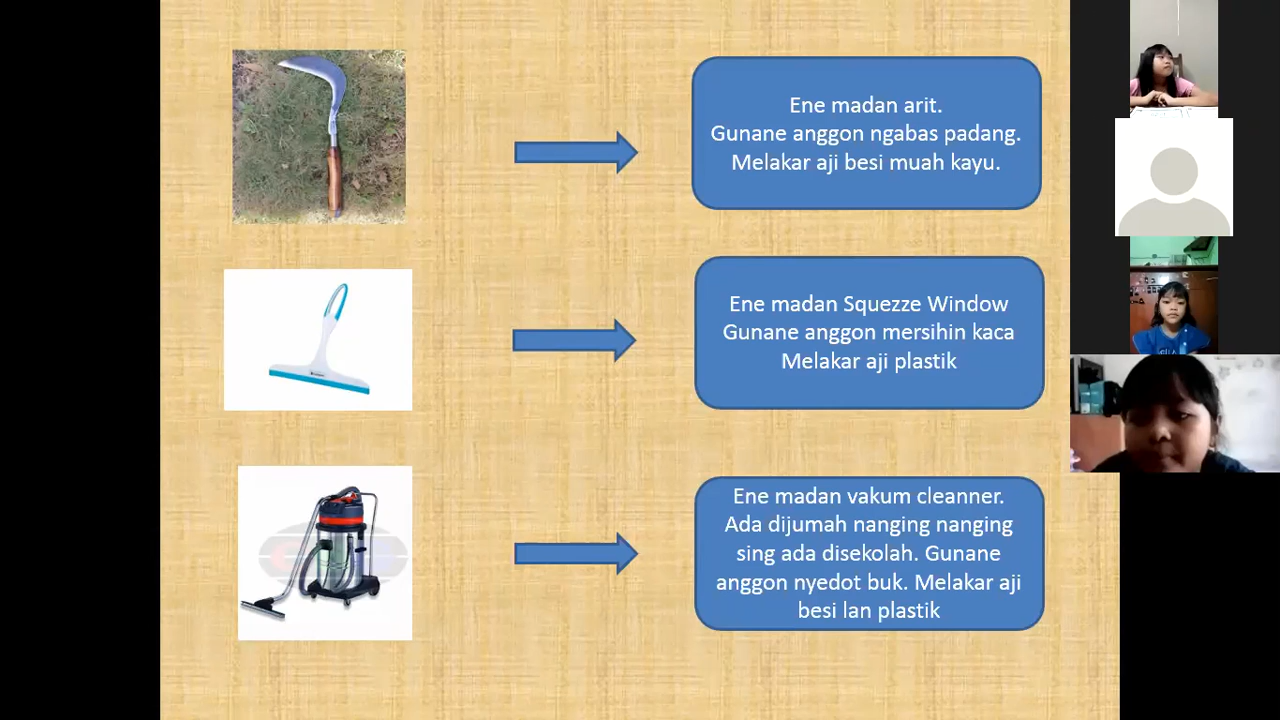 Ene madan arit.
Gunane anggon ngabas padang.
Melakar aji besi muah kayu.
Ene madan Squezze Window
Gunane anggon mersihin kaca
Melakar aji plastik
Ene madan vakum cleanner.
Ada dijumah nanging nanging
sing ada disekolah. Gunane
anggon nyedot buk. Melakar aji
besi lan plastik